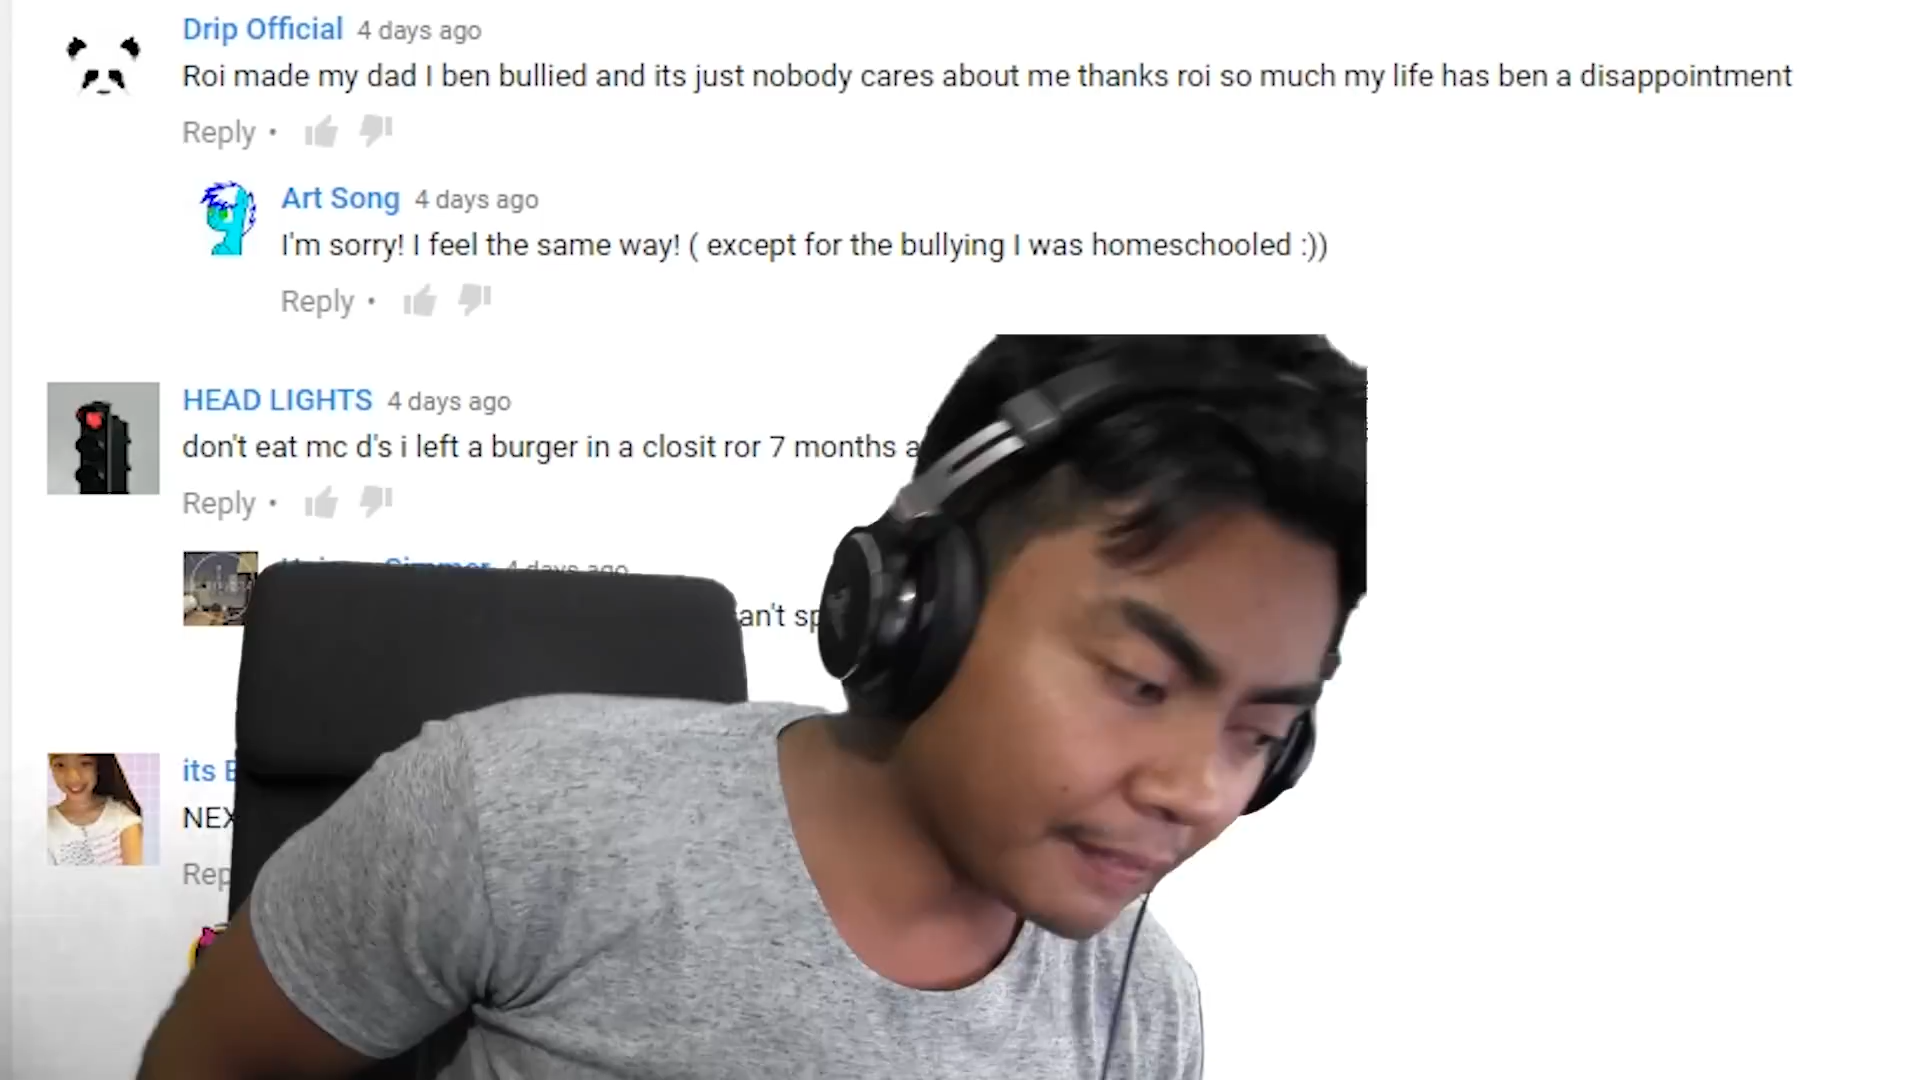 Drip Official 4 days ago
Roi made my dad I ben bullied and its just nobody cares about me thanks roi so much my life has ben a disappointment
Reply •
Art Song 4 days ago
I'm sorry! I feel the same way! ( except for the bullying I was homeschooled :))
Reply •
HEAD LIGHTS 4 days ago
don't eat mc d's i left a burger in a closit ror 7 months a
Reply •
4 days ago
an't sp
its
NEX
Rep